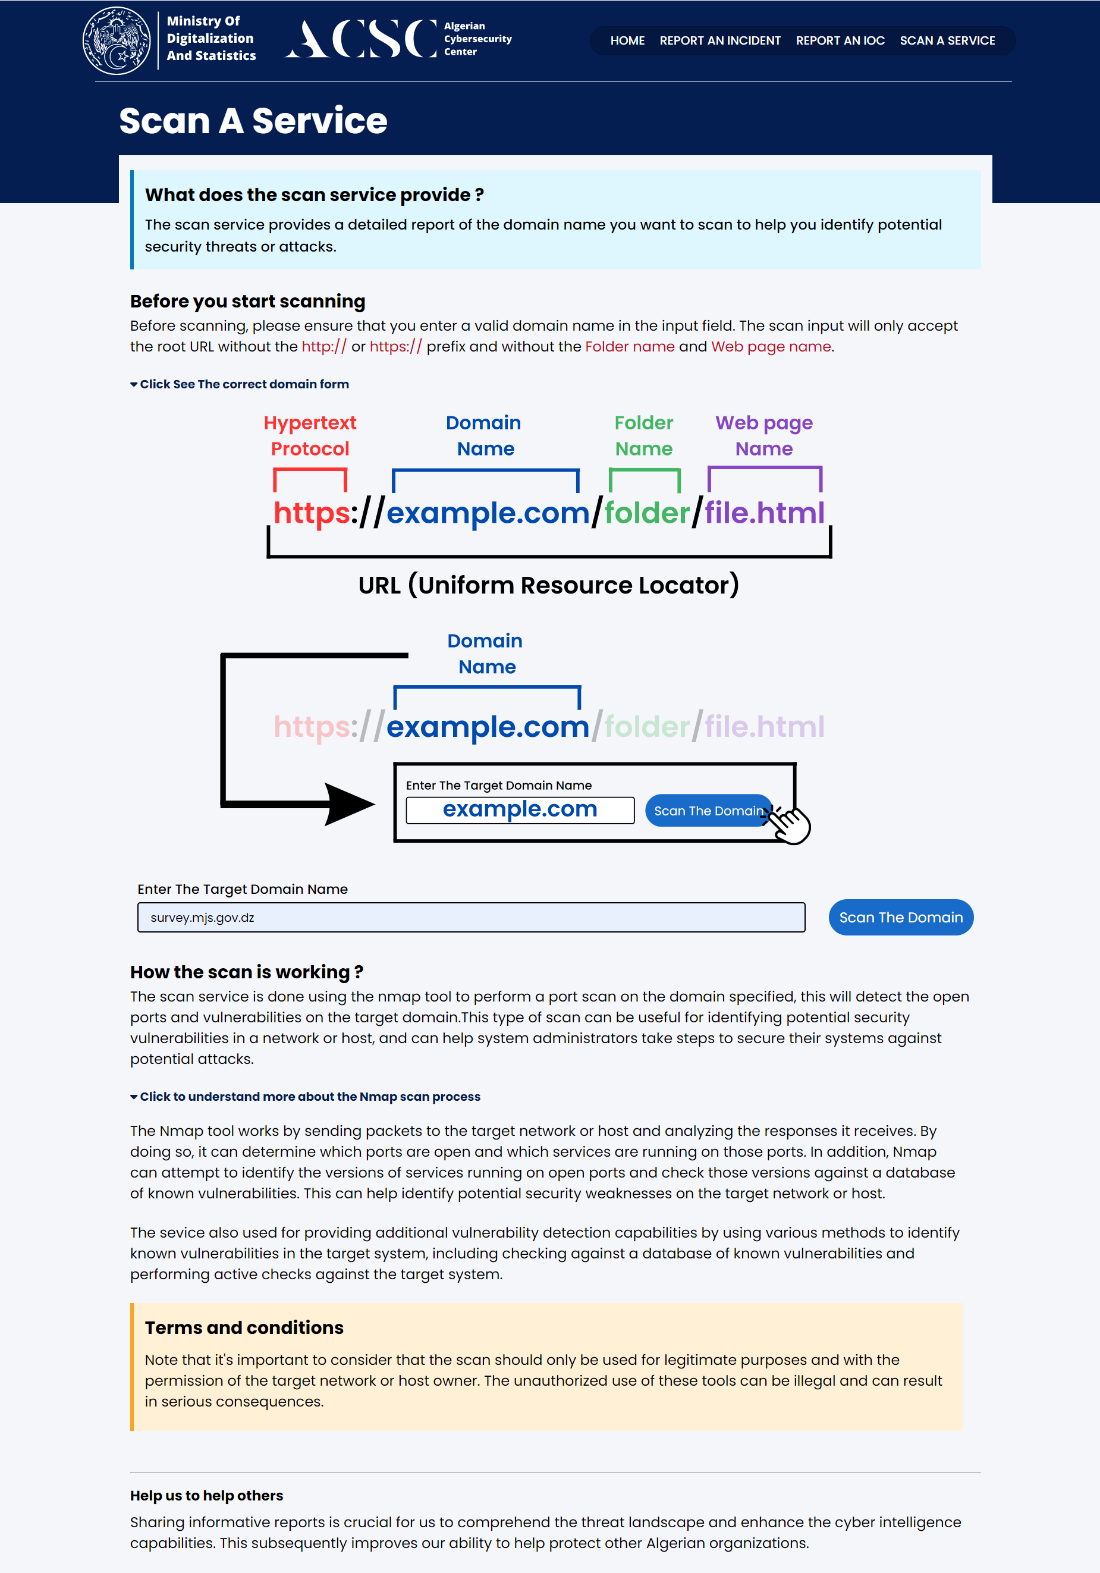 Ministry Of
Digitalization
And Statistics
ACSC
Algerian
Cybersecurity
Center
HOME REPORT AN INCIDENT REPORT AN IOC SCAN A SERVICE
Scan A Service
What does the scan service provide ?
The scan service provides a detailed report of the domain name you want to scan to help you identify potential
security threats or attacks.
Before you start scanning
Before scanning, please ensure that you enter a valid domain name in the input field. The scan input will only accept
the root URL without the http:// or https:// prefix and without the Folder name and Web page name.
Click See The correct domain form
Hypertext
Protocol
Domain
Name
Folder
Name
Web page
Name
https://example.com/folder/file.html
URL (Uniform Resource Locator)
Domain
Name
https://example.com/folder/file.html
Enter The Target Domain Name
example.com
Scan The Domain
Enter The Target Domain Name
survey.mjs.gov.dz
Scan The Domain
How the scan is working ?
The scan service is done using the nmap tool to perform a port scan on the domain specified, this will detect the open
ports and vulnerabilities on the target domain.This type of scan can be useful for identifying potential security
vulnerabilities in a network or host, and can help system administrators take steps to secure their systems against
potential attacks.
Click to understand more about the Nmap scan process
The Nmap tool works by sending packets to the target network or host and analyzing the responses it receives. By
doing so, it can determine which ports are open and which services are running on those ports. In addition, Nmap
can attempt to identify the versions of services running on open ports and check those versions against a database
of known vulnerabilities. This can help identify potential security weaknesses on the target network or host.
The sevice also used for providing additional vulnerability detection capabilities by using various methods to identify
known vulnerabilities in the target system, including checking against a database of known vulnerabilities and
performing active checks against the target system.
Terms and conditions
Note that it's important to consider that the scan should only be used for legitimate purposes and with the
permission of the target network or host owner. The unauthorized use of these tools can be illegal and can result
in serious consequences.
Help us to help others
Sharing informative reports is crucial for us to comprehend the threat landscape and enhance the cyber intelligence
capabilities. This subsequently improves our ability to help protect other Algerian organizations.